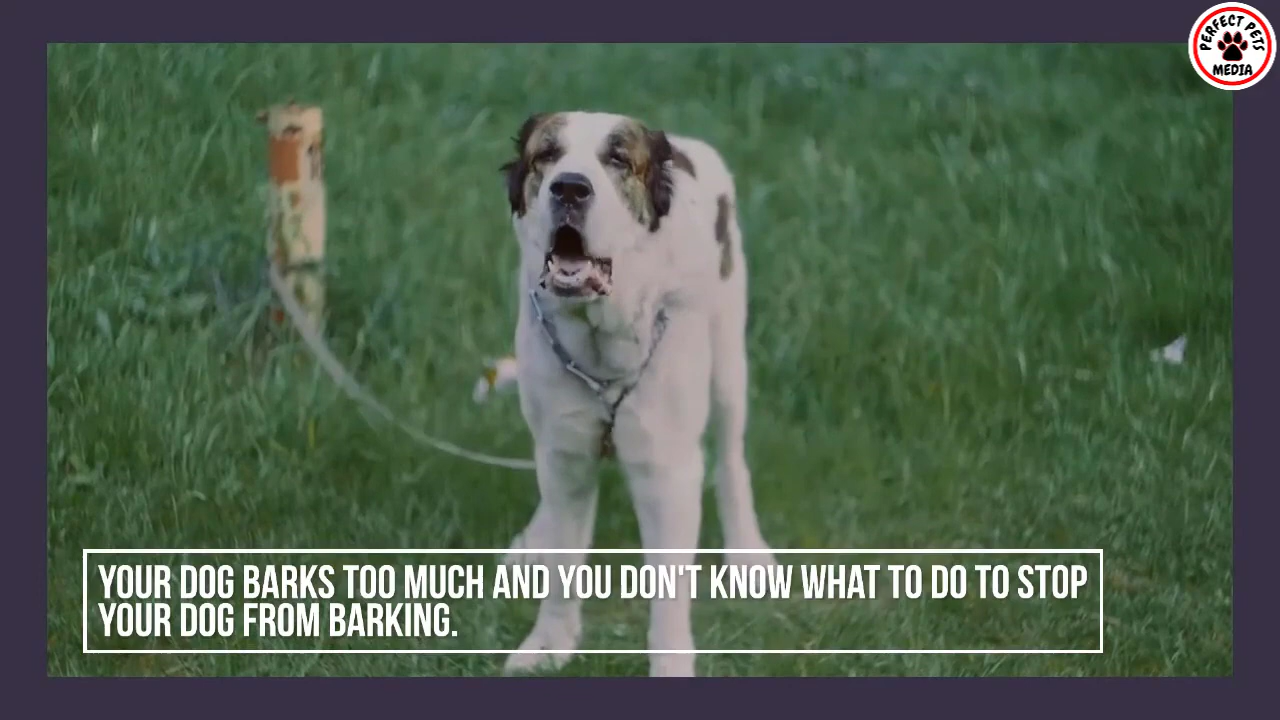 PERFECT PETS
MEDIA
YOUR DOG BARKS TOO MUCH AND YOU DON'T KNOW WHAT TO DO TO STOP
YOUR DOG FROM BARKING.